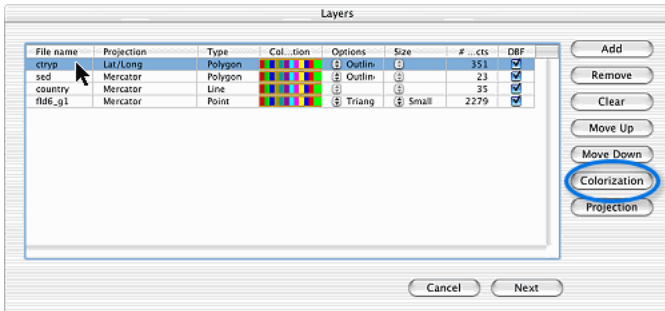 Layers
File name Projection Type Col...tion Options Size # ...cts DBF
ctryp Lat/Long Polygon Outlin 351
sed Mercator Polygon Outlin 23
country Mercator Line 35
fld6_g1 Mercator Point Triang Small 2279
Add
Remove
Clear
Move Up
Move Down
Colorization
Projection
Cancel Next